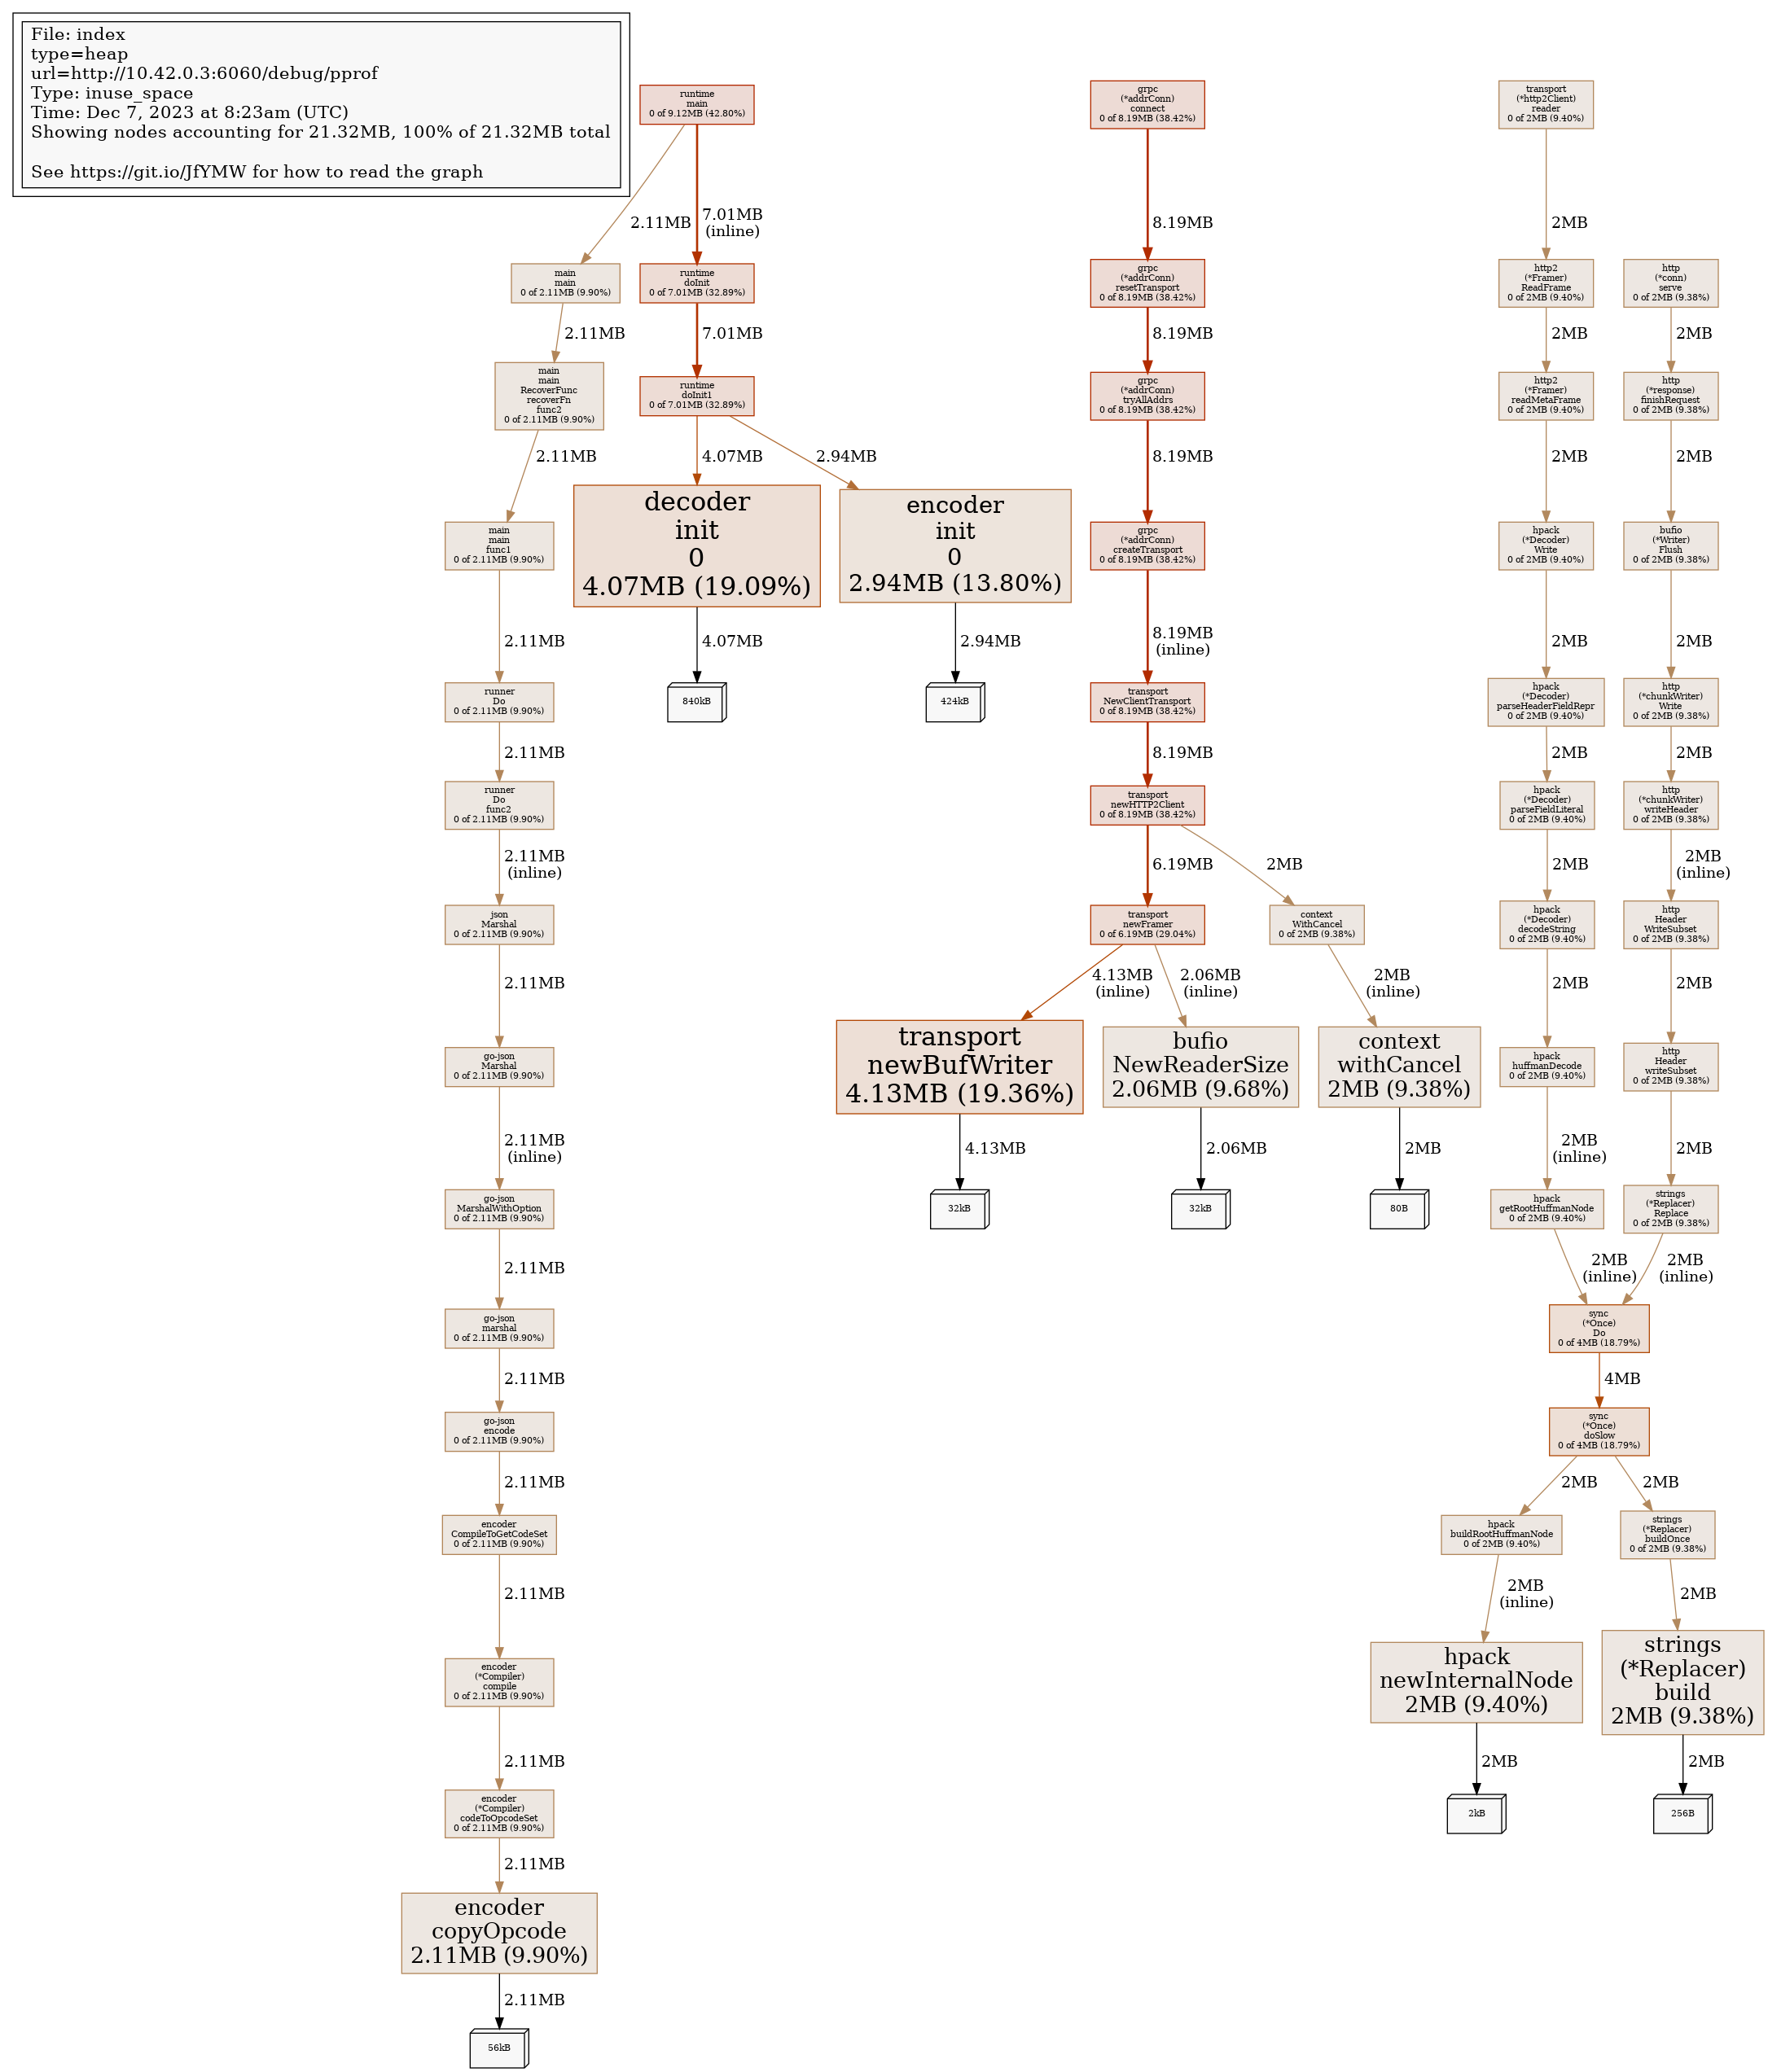 File: index
type=heap
url=http://10.42.0.3:6060/debug/pprof
Type: inuse_space
Time: Dec 7, 2023 at 8:23am (UTC)
Showing nodes accounting for 21.32MB, 100% of 21.32MB total
See https://git.io/JfYMW for how to read the graph
runtime
main
0 of 9.12MB (42.80%)
2.11MB
7.01MB
(inline)
main
main
0 of 2.11MB (9.90%)
runtime
doInit
0 of 7.01MB (32.89%)
2.11MB
7.01MB
main
main
RecoverFunc
recoverFn
func2
0 of 2.11MB (9.90%)
runtime
doInit1
0 of 7.01MB (32.89%)
2.11MB
4.07MB
2.94MB
main
main
func1
0 of 2.11MB (9.90%)
decoder
init
0
4.07MB (19.09%)
encoder
init
0
2.94MB (13.80%)
2.11MB
4.07MB
2.94MB
runner
Do
0 of 2.11MB (9.90%)
840kB
424kB
2.11MB
runner
Do
func2
0 of 2.11MB (9.90%)
2.11MB
(inline)
json
Marshal
0 of 2.11MB (9.90%)
2.11MB
go-json
Marshal
0 of 2.11MB (9.90%)
2.11MB
(inline)
go-json
MarshalWithOption
0 of 2.11MB (9.90%)
2.11MB
go-json
marshal
0 of 2.11MB (9.90%)
2.11MB
go-json
encode
0 of 2.11MB (9.90%)
2.11MB
encoder
CompileToGetCodeSet
0 of 2.11MB (9.90%)
2.11MB
encoder
(*Compiler)
compile
0 of 2.11MB (9.90%)
2.11MB
encoder
(*Compiler)
codeToOpcodeSet
0 of 2.11MB (9.90%)
2.11MB
encoder
copyOpcode
2.11MB (9.90%)
2.11MB
56kB
grpc
(*addrConn)
connect
0 of 8.19MB (38.42%)
8.19MB
grpc
(*addrConn)
resetTransport
0 of 8.19MB (38.42%)
8.19MB
grpc
(*addrConn)
tryAllAddrs
0 of 8.19MB (38.42%)
8.19MB
grpc
(*addrConn)
createTransport
0 of 8.19MB (38.42%)
8.19MB
(inline)
transport
NewClientTransport
0 of 8.19MB (38.42%)
8.19MB
transport
newHTTP2Client
0 of 8.19MB (38.42%)
6.19MB
2MB
transport
newFramer
0 of 6.19MB (29.04%)
context
WithCancel
0 of 2MB (9.38%)
4.13MB
(inline)
2.06MB
(inline)
2MB
(inline)
transport
newBufWriter
4.13MB (19.36%)
bufio
NewReaderSize
2.06MB (9.68%)
context
withCancel
2MB (9.38%)
4.13MB
2.06MB
2MB
32kB
32kB
80B
transport
(*http2Client)
reader
0 of 2MB (9.40%)
2MB
http2
(*Framer)
ReadFrame
0 of 2MB (9.40%)
2MB
http2
(*Framer)
readMetaFrame
0 of 2MB (9.40%)
2MB
hpack
(*Decoder)
Write
0 of 2MB (9.40%)
2MB
hpack
(*Decoder)
parseHeaderFieldRepr
0 of 2MB (9.40%)
2MB
hpack
(*Decoder)
parseFieldLiteral
0 of 2MB (9.40%)
2MB
hpack
(*Decoder)
decodeString
0 of 2MB (9.40%)
2MB
hpack
huffmanDecode
0 of 2MB (9.40%)
2MB
(inline)
hpack
getRootHuffmanNode
0 of 2MB (9.40%)
2MB
(inline)
http
(*conn)
serve
0 of 2MB (9.38%)
2MB
http
(*response)
finishRequest
0 of 2MB (9.38%)
2MB
bufio
(*Writer)
Flush
0 of 2MB (9.38%)
2MB
http
(*chunkWriter)
Write
0 of 2MB (9.38%)
2MB
http
(*chunkWriter)
writeHeader
0 of 2MB (9.38%)
2MB
(inline)
http
Header
WriteSubset
0 of 2MB (9.38%)
2MB
http
Header
writeSubset
0 of 2MB (9.38%)
2MB
strings
(*Replacer)
Replace
0 of 2MB (9.38%)
2MB
(inline)
sync
(*Once)
Do
0 of 4MB (18.79%)
4MB
sync
(*Once)
doSlow
0 of 4MB (18.79%)
2MB
2MB
hpack
buildRootHuffmanNode
0 of 2MB (9.40%)
strings
(*Replacer)
buildOnce
0 of 2MB (9.38%)
2MB
(inline)
2MB
hpack
newInternalNode
2MB (9.40%)
strings
(*Replacer)
build
2MB (9.38%)
2MB
2MB
2kB
256B